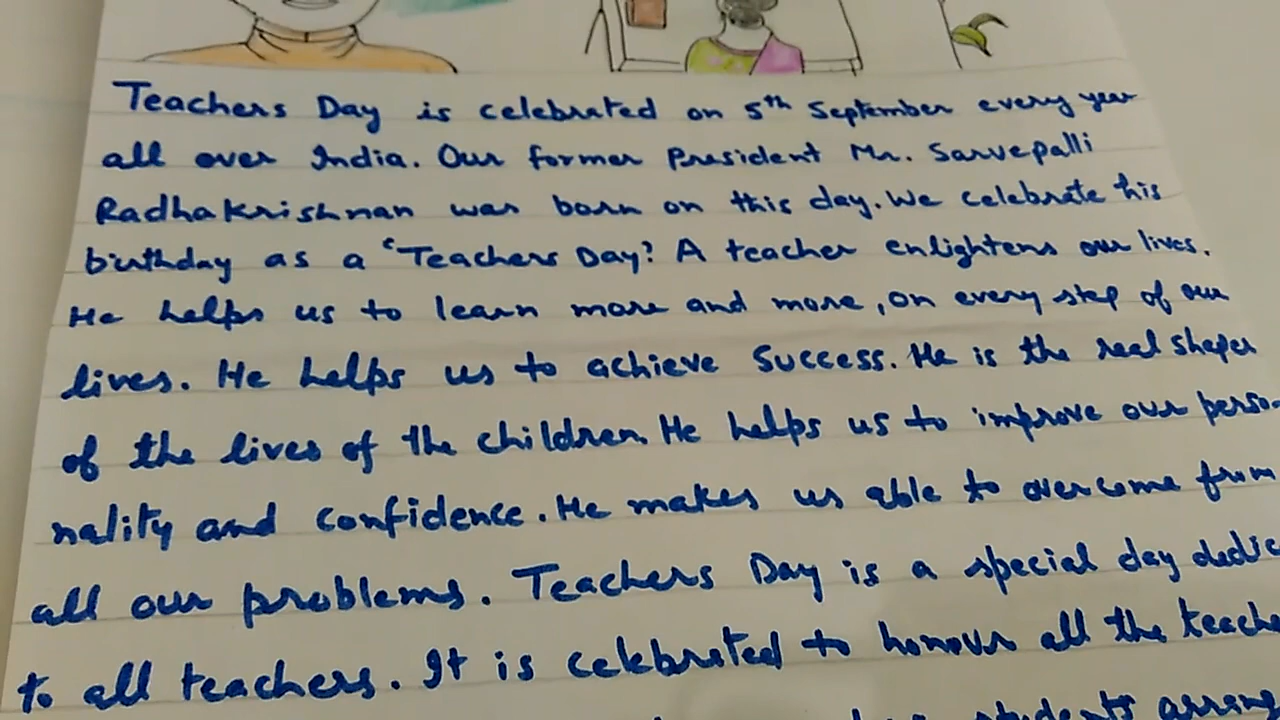 Teachers Day is celebrated on 5th September every year
all over India. Our former President Mr. Sarvepalli
Radhakrishnan was born on this day. We celebrate his
birthday as a 'Teachers Day'. A teacher enlightens our lives.
He helps us to learn more and more, on every step of our
lives. He helps us to achieve Success. He is the real shaper
of the lives of the children. He helps us to improve our perso-
nality and confidence. He makes us able to overcome from
all our problems. Teachers Day is a special day dedic
to all teachers. It is celebrated to honour all the teache
students arrang